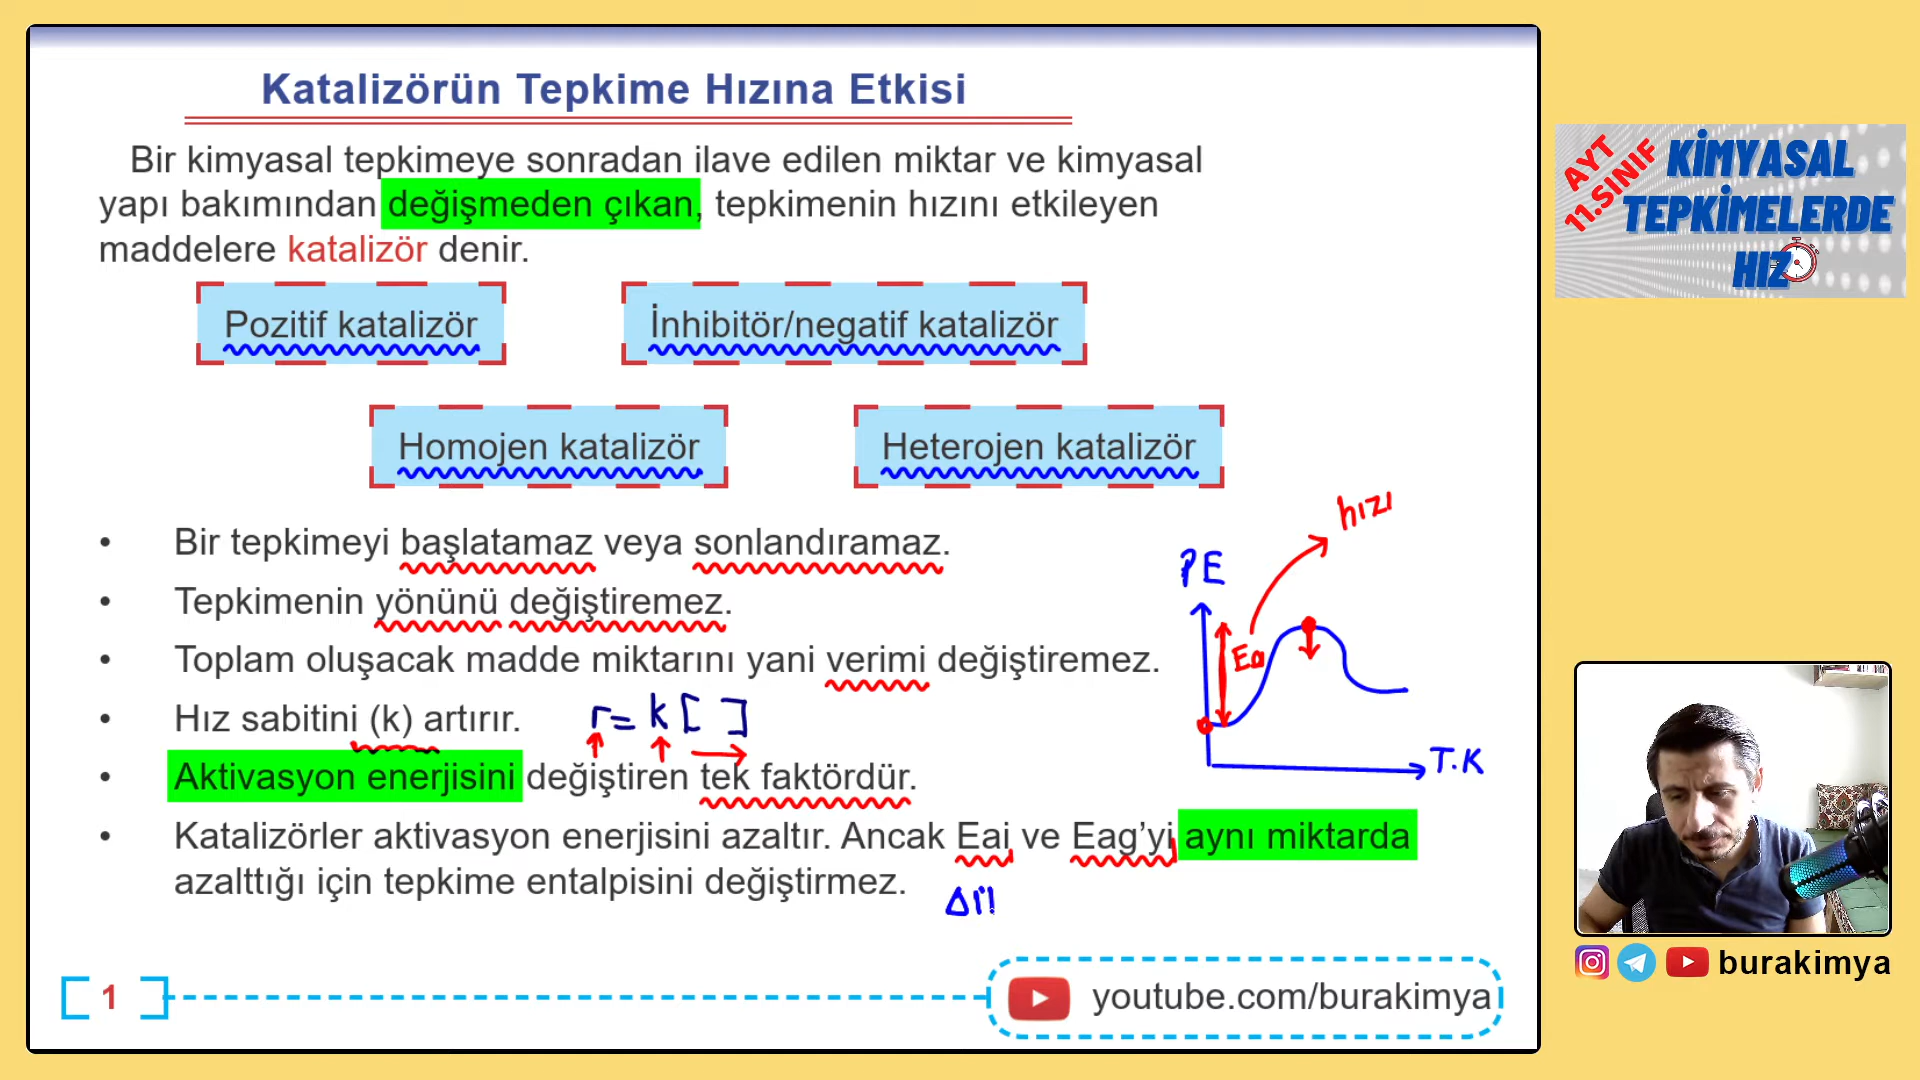 Katalizörün Tepkime Hızına Etkisi
Bir kimyasal tepkimeye sonradan ilave edilen miktar ve kimyasal
yapı bakımından değişmeden çıkan, tepkimenin hızını etkileyen
maddelere katalizör denir.
Pozitif katalizör
İnhibitör/negatif katalizör
Homojen katalizör
Heterojen katalizör
• Bir tepkimeyi başlatamaz veya sonlandıramaz.
• Tepkimenin yönünü değiştiremez.
• Toplam oluşacak madde miktarını yani verimi değiştiremez.
• Hız sabitini (k) artırır.
r = k [ ]
• Aktivasyon enerjisini değiştiren tek faktördür.
• Katalizörler aktivasyon enerjisini azaltır. Ancak Eai ve Eag’yi aynı miktarda
azalttığı için tepkime entalpisini değiştirmez.
hızı
PE
Ea
T.K
1
youtube.com/burakimya
AYT
11.SINIF
KİMYASAL
TEPKİMELERDE
HIZ
burakimya